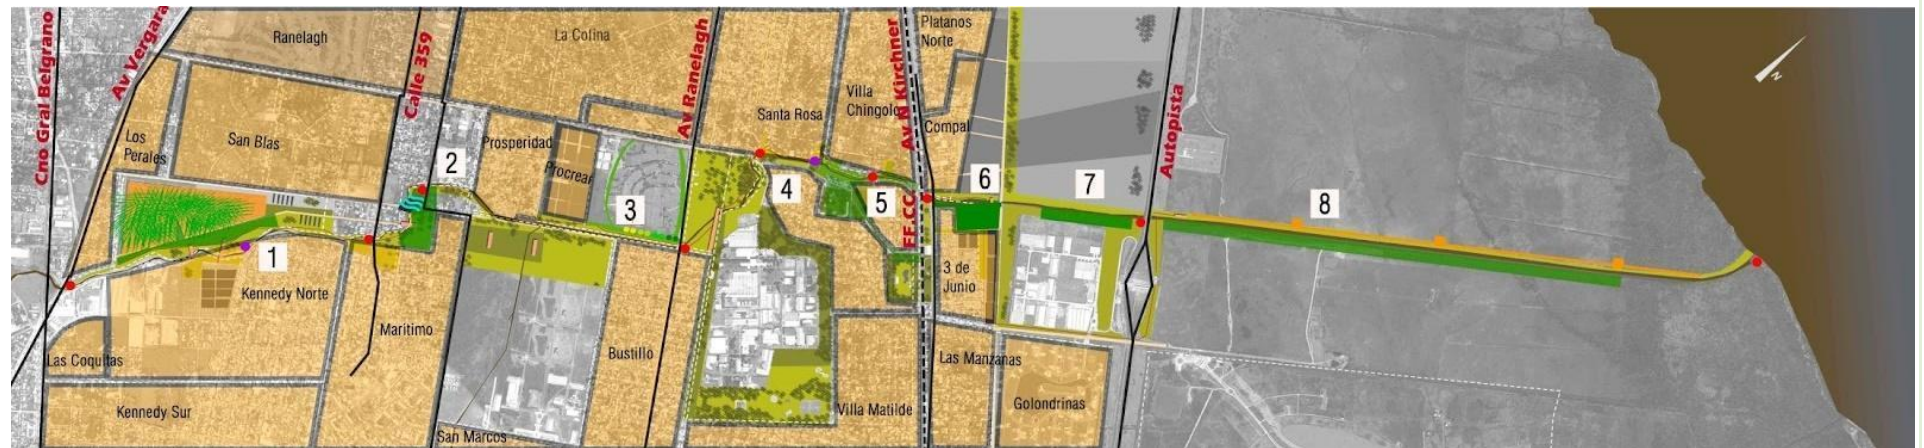 Cno Gral Belgrano
Av Vergara
Ranelagh
Calle 359
La Colina
Av Ranelagh
Av N Kirchner
Platanos
Norte
Los
Perales
San Blas
2
Prosperidad
Procrear
3
Santa Rosa
Villa
Chingolo
Compal
Autopista
N
1
4
5
6
7
8
FF.CC
Kennedy Norte
Maritimo
3 de
Junio
Las Coquitas
Bustillo
Las Manzanas
Kennedy Sur
San Marcos
Villa Matilde
Golondrinas